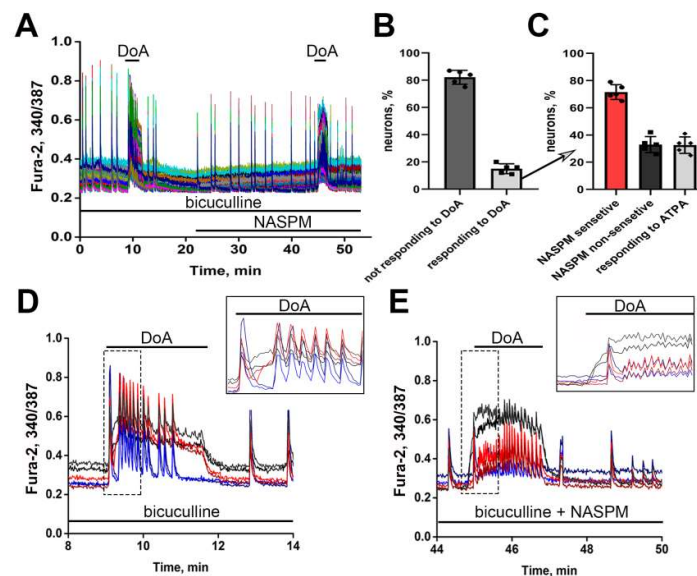 A
DoA
DoA
Fura-2, 340/387
1.0
0.8
0.6
0.4
0.2
0.0
bicuculline
NASPM
0 10 20 30 40 50
Time, min
B
neurons, %
100
80
60
40
20
0
not responding to DoA
responding to DoA
C
neurons, %
100
80
60
40
20
0
NASPM sensetive
NASPM non-sensetive
responding to ATPA
D
DoA
DoA
Fura-2, 340/387
1.0
0.8
0.6
0.4
0.2
0.0
bicuculline
8 10 12 14
Time, min
E
DoA
DoA
Fura-2, 340/387
1.0
0.8
0.6
0.4
0.2
0.0
bicuculline + NASPM
44 46 48 50
Time, min